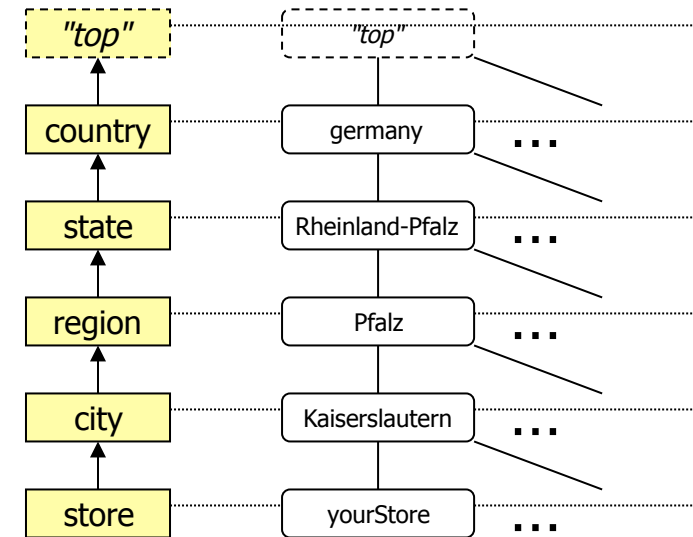 "top" "top"
country germany ...
state Rheinland-Pfalz ...
region Pfalz ...
city Kaiserslautern ...
store yourStore ...